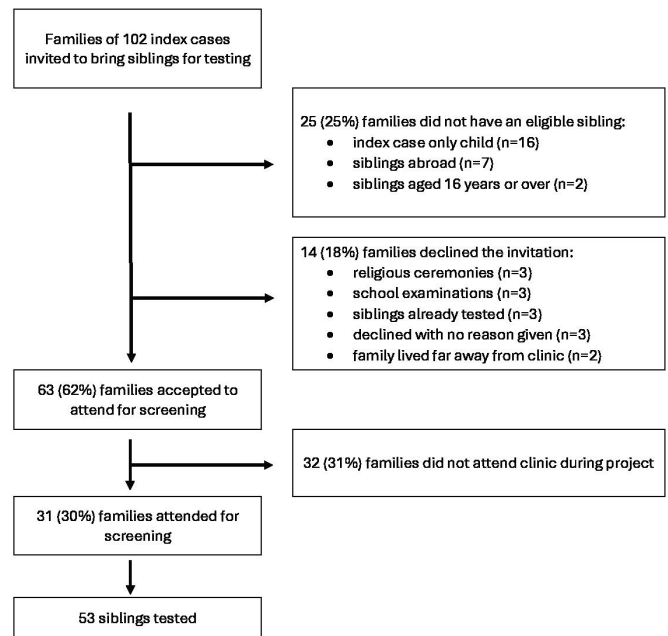 Families of 102 index cases
invited to bring siblings for testing
25 (25%) families did not have an eligible sibling:
• index case only child (n=16)
• siblings abroad (n=7)
• siblings aged 16 years or over (n=2)
14 (18%) families declined the invitation:
• religious ceremonies (n=3)
• school examinations (n=3)
• siblings already tested (n=3)
• declined with no reason given (n=3)
• family lived far away from clinic (n=2)
63 (62%) families accepted to
attend for screening
32 (31%) families did not attend clinic during project
31 (30%) families attended for
screening
53 siblings tested